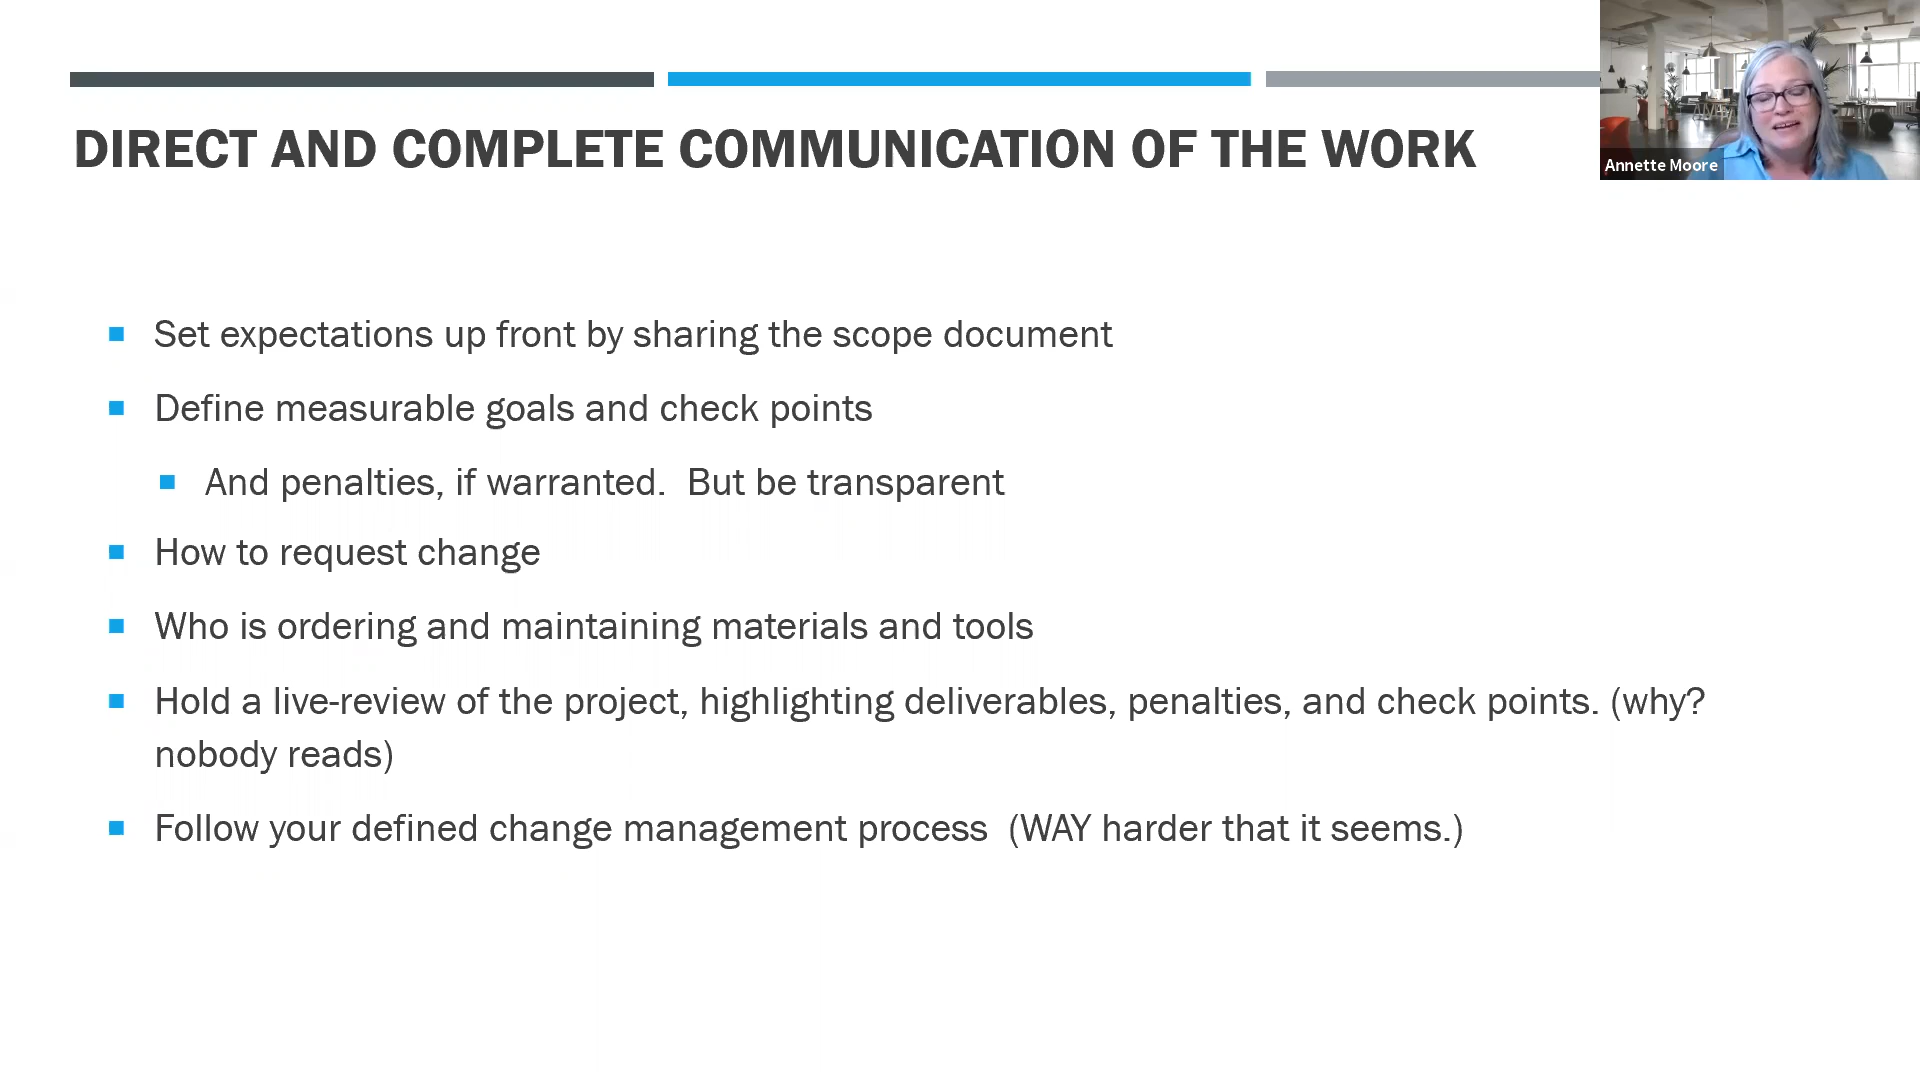 DIRECT AND COMPLETE COMMUNICATION OF THE WORK
Annette Moore
Set expectations up front by sharing the scope document
Define measurable goals and check points
And penalties, if warranted.  But be transparent
How to request change
Who is ordering and maintaining materials and tools
Hold a live-review of the project, highlighting deliverables, penalties, and check points. (why?
nobody reads)
Follow your defined change management process  (WAY harder that it seems.)